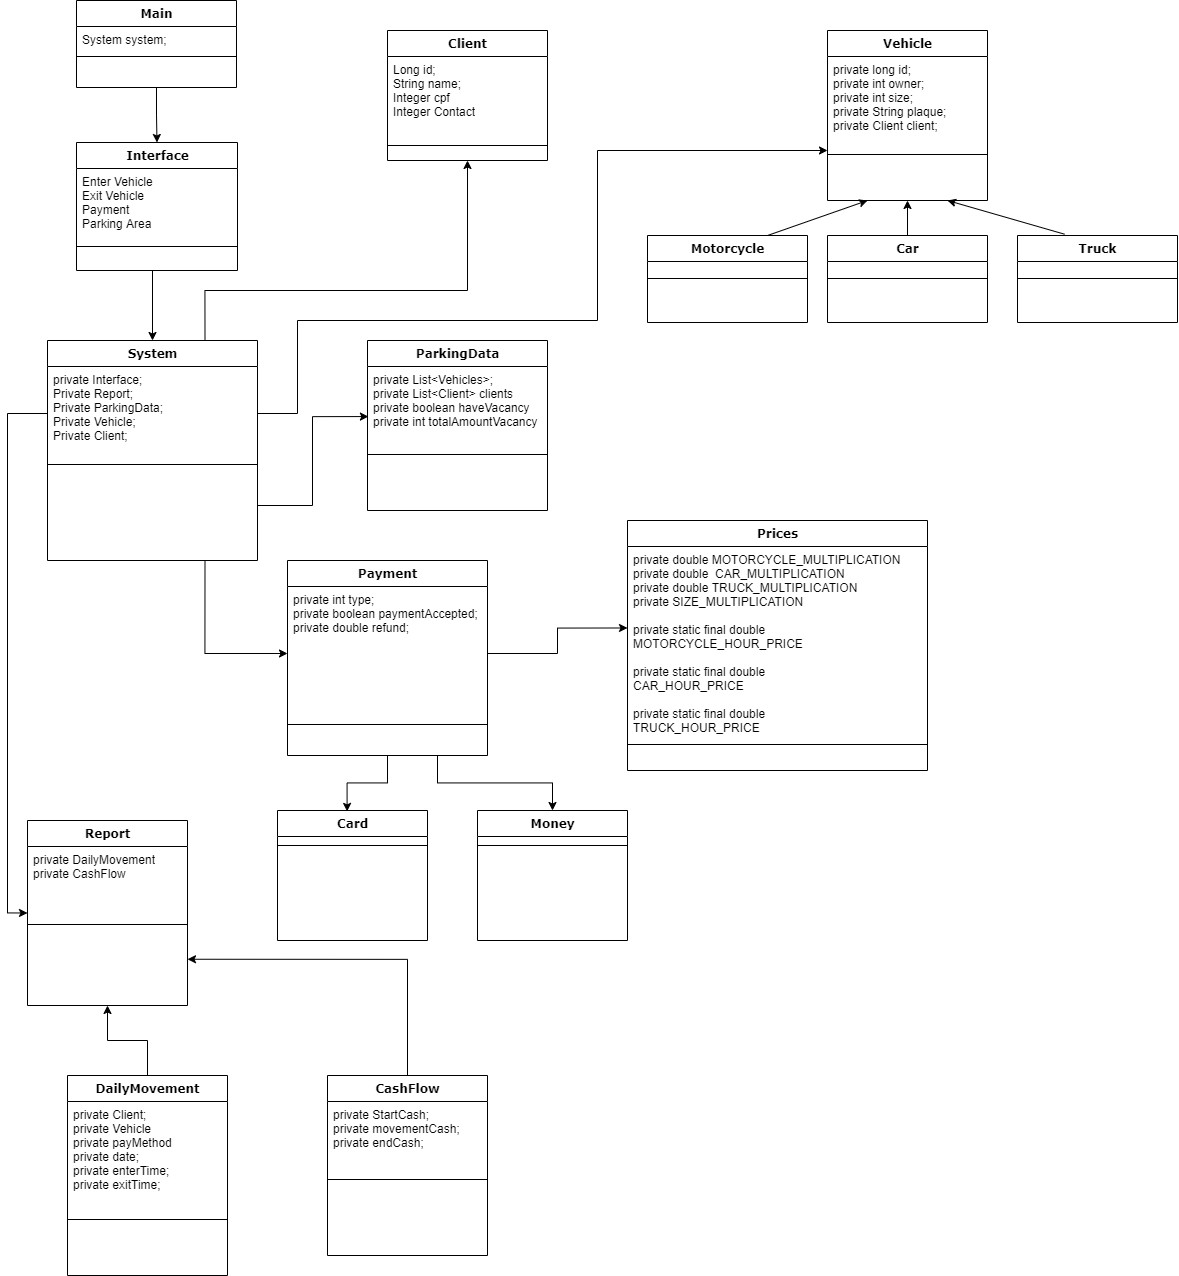 Main
System system;
Client
Long id;
String name;
Integer cpf
Integer Contact
Vehicle
private long id;
private int owner;
private int size;
private String plaque;
private Client client;
Interface
Enter Vehicle
Exit Vehicle
Payment
Parking Area
Motorcycle
Car
Truck
System
private Interface;
Private Report;
Private ParkingData;
Private Vehicle;
Private Client;
ParkingData
private List<Vehicles>;
private List<Client> clients
private boolean haveVacancy
private int totalAmountVacancy
Payment
private int type;
private boolean paymentAccepted;
private double refund;
Prices
private double MOTORCYCLE_MULTIPLICATION
private double  CAR_MULTIPLICATION
private double TRUCK_MULTIPLICATION
private SIZE_MULTIPLICATION
private static final double
MOTORCYCLE_HOUR_PRICE
private static final double
CAR_HOUR_PRICE
private static final double
TRUCK_HOUR_PRICE
Card
Money
Report
private DailyMovement
private CashFlow
DailyMovement
private Client;
private Vehicle
private payMethod
private date;
private enterTime;
private exitTime;
CashFlow
private StartCash;
private movementCash;
private endCash;